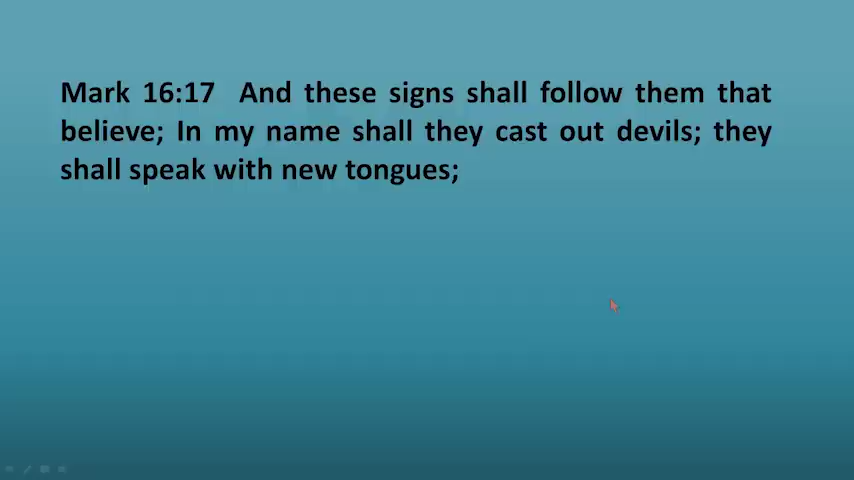 Mark 16:17 And these signs shall follow them that
believe; In my name shall they cast out devils; they
shall speak with new tongues;